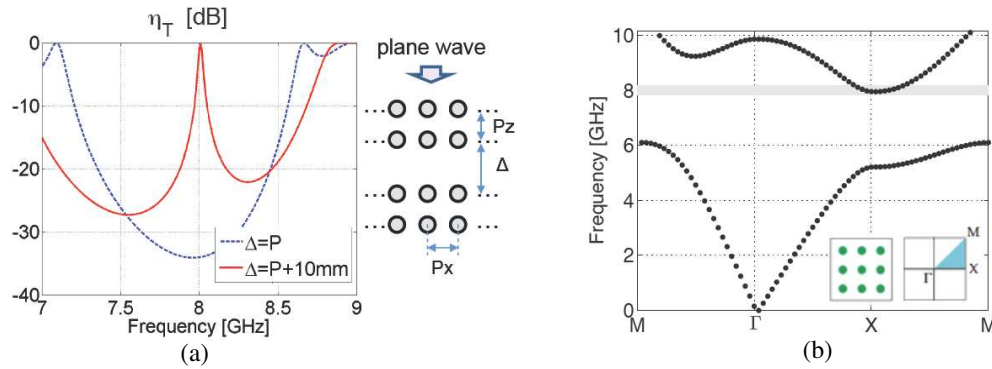 η_T [dB]
0
-10
-20
-30
-40
7
7.5
8
8.5
9
Frequency [GHz]
Δ=P
Δ=P+10mm
plane wave
Pz
Δ
Px
(a)
10
8
6
4
2
0
Frequency [GHz]
M
Γ
X
M
M
Γ
X
(b)